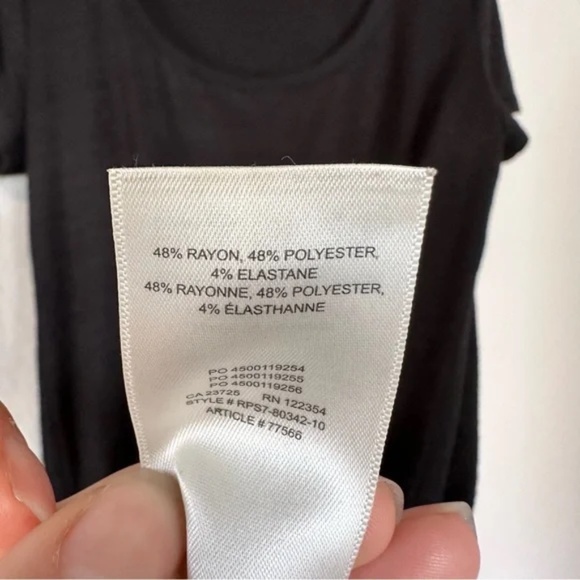 48% RAYON, 48% POLYESTER,
4% ELASTANE
48% RAYONNE, 48% POLYESTER,
4% ÉLASTHANNE
PO 4500119254
PO 4500119255
PO 4500119256
CA 23725 RN 122354
STYLE # RPS7-80342-10
ARTICLE # 77566